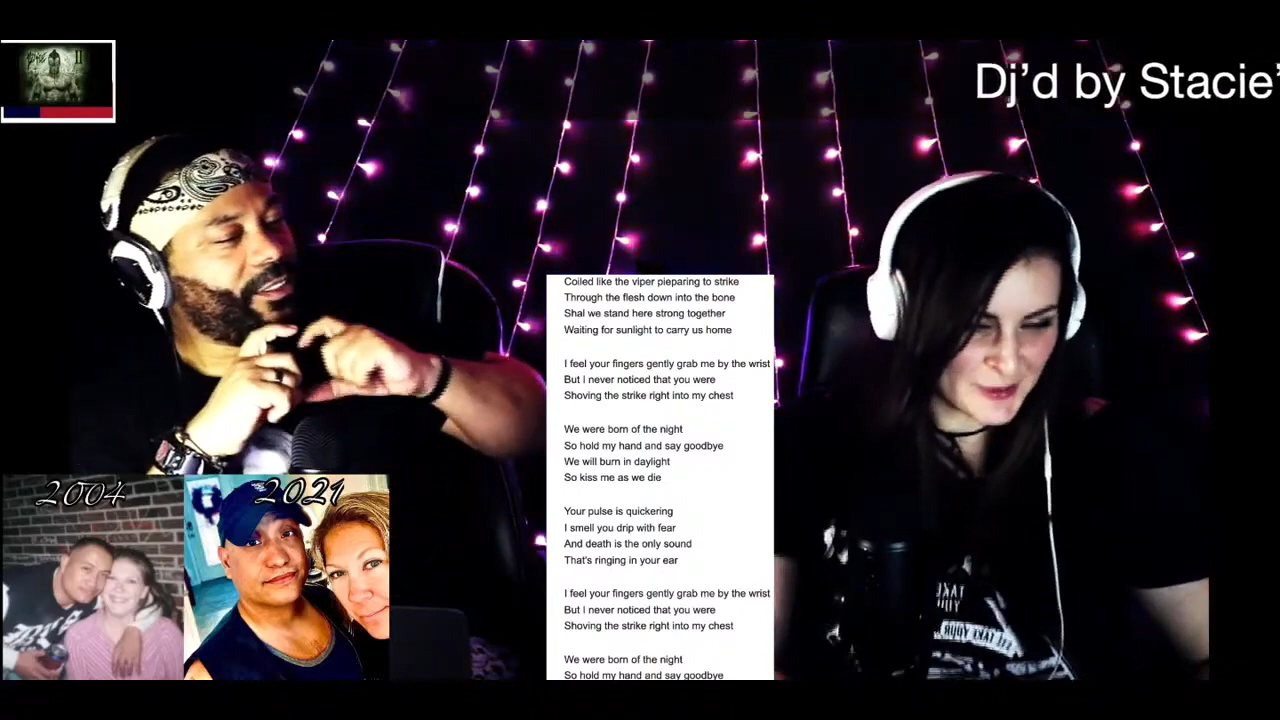 Dj'd by Stacie'
Coiled like the viper pieparing to strike
Through the flesh down into the bone
Shal we stand here strong together
Waiting for sunlight to carry us home
I feel your fingers gently grab me by the wrist
But I never noticed that you were
Shoving the strike right into my chest
We were born of the night
So hold my hand and say goodbye
We will burn in daylight
So kiss me as we die
Your pulse is quickering
I smell you drip with fear
And death is the only sound
That's ringing in your ear
I feel your fingers gently grab me by the wrist
But I never noticed that you were
Shoving the strike right into my chest
We were born of the night
So hold my hand and say goodbye
2004
2021